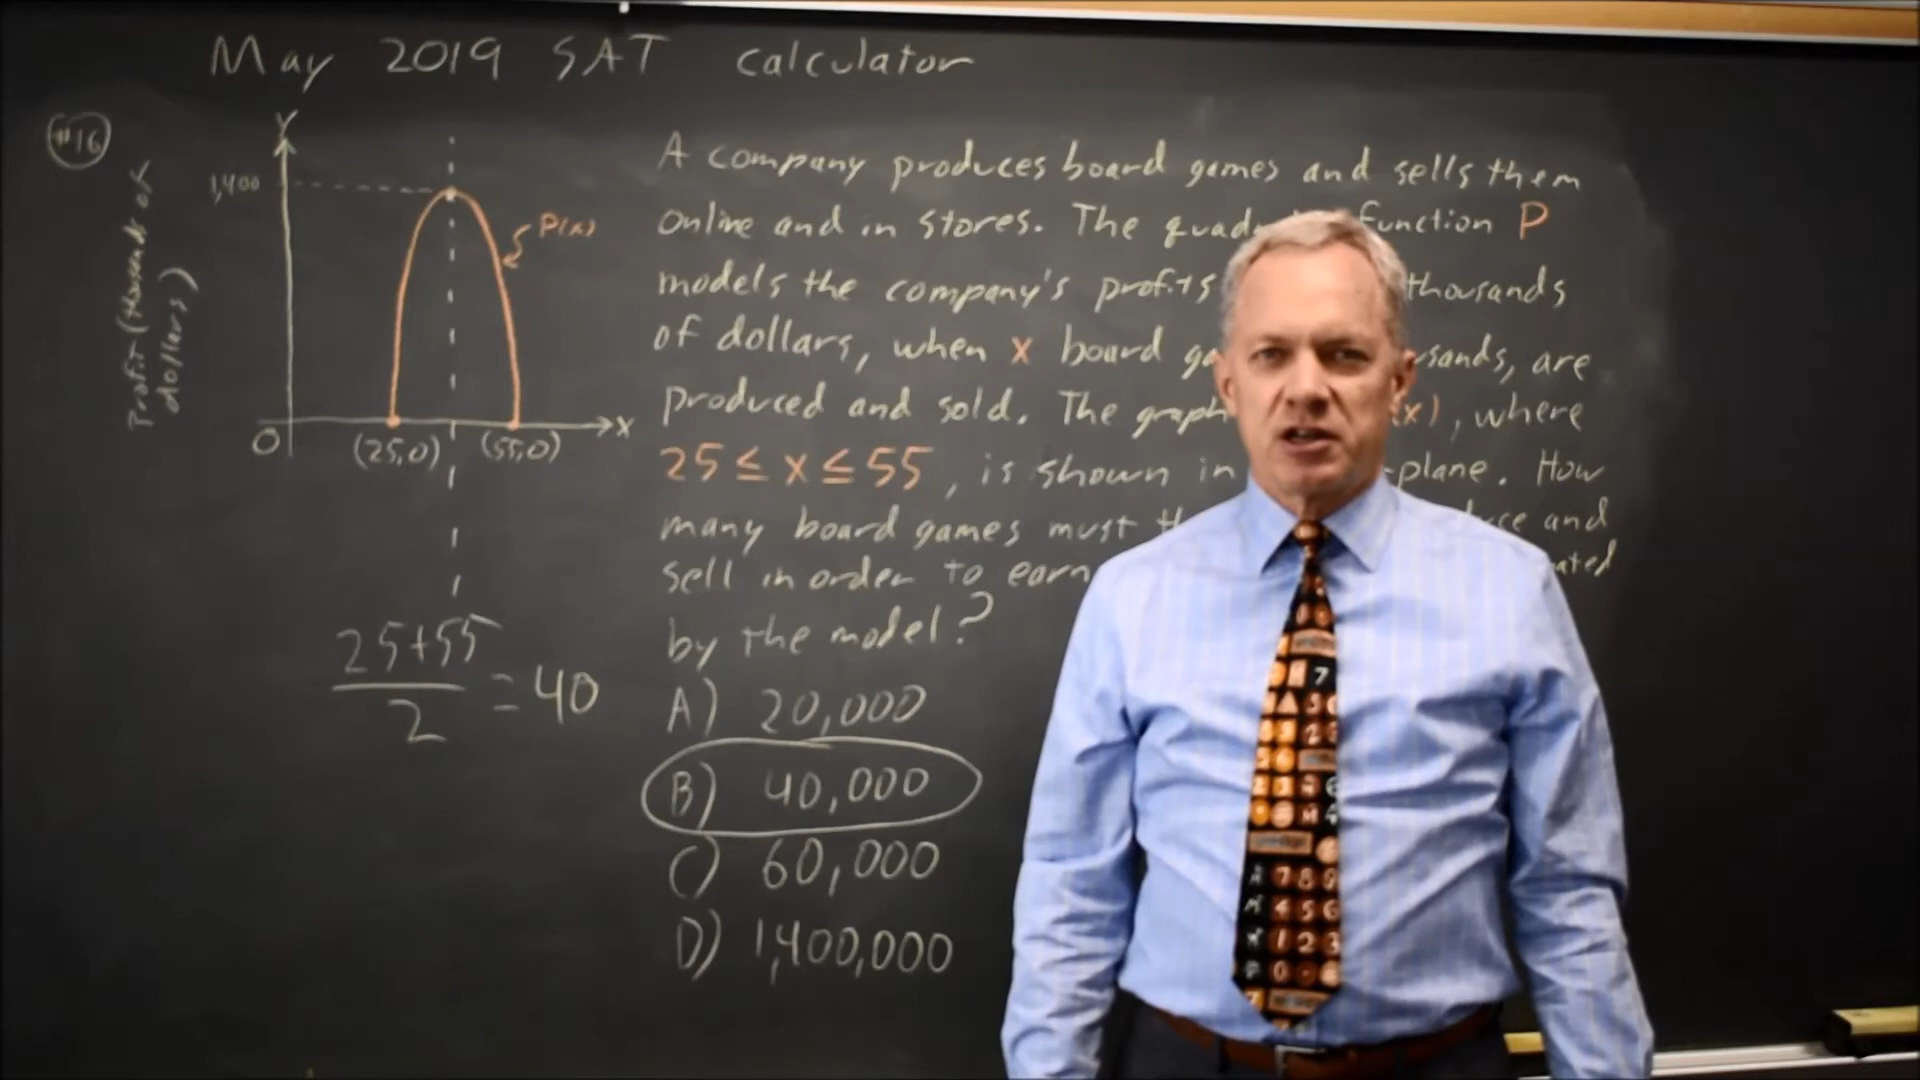 May 2019 SAT calculator
#16
Y
1,400
P(x)
Profit (thousands of
dollars)
O
(25,0)
(55,0)
X
25+55
2
=40
A company produces board games and sells them
online and in stores. The function P
models the company's profits thousands
of dollars, when x board are
produced and sold. The graph (x), where
25 ≤ x ≤ 55, is shown in -plane. How
many board games must and
sell in order to earn
by the model?
A) 20,000
B) 40,000
C) 60,000
D) 1,400,000